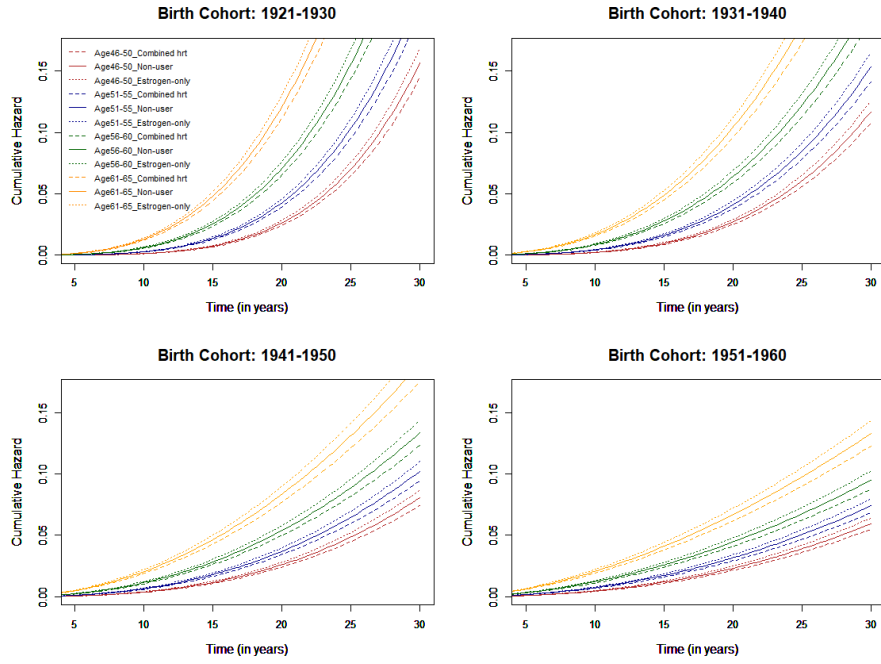 Birth Cohort: 1921-1930
Cumulative Hazard
0.15
0.10
0.05
0.00
Age46-50_Combined hrt
Age46-50_Non-user
Age46-50_Estrogen-only
Age51-55_Combined hrt
Age51-55_Non-user
Age51-55_Estrogen-only
Age56-60_Combined hrt
Age56-60_Non-user
Age56-60_Estrogen-only
Age61-65_Combined hrt
Age61-65_Non-user
Age61-65_Estrogen-only
5 10 15 20 25 30
Time (in years)
Birth Cohort: 1931-1940
Cumulative Hazard
0.15
0.10
0.05
0.00
5 10 15 20 25 30
Time (in years)
Birth Cohort: 1941-1950
Cumulative Hazard
0.15
0.10
0.05
0.00
5 10 15 20 25 30
Time (in years)
Birth Cohort: 1951-1960
Cumulative Hazard
0.15
0.10
0.05
0.00
5 10 15 20 25 30
Time (in years)